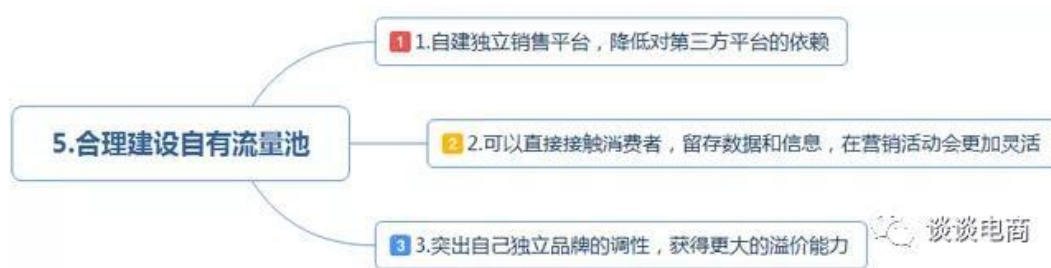 1 1.自建独立销售平台，降低对第三方平台的依赖
5.合理建设自有流量池
2 2.可以直接接触消费者，留存数据和信息，在营销活动会更加灵活
3 3.突出自己独立品牌的调性，获得更大的溢价能力
谈谈电商